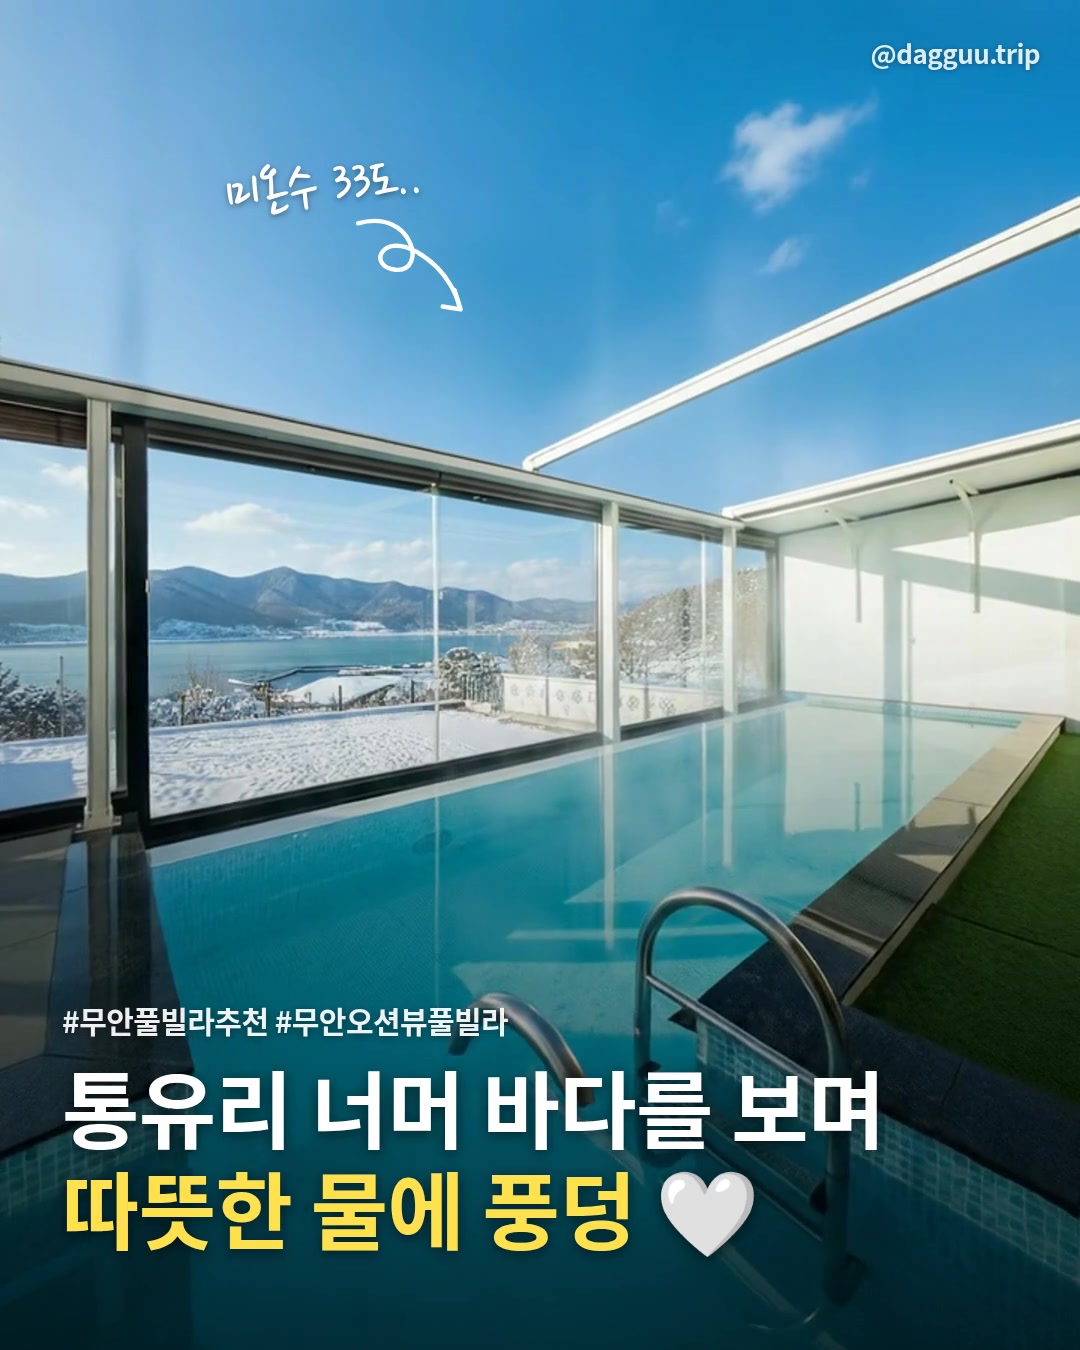 @dagguu.trip
미온수 33도..
#무안풀빌라추천 #무안오션뷰풀빌라
통유리 너머 바다를 보며
따뜻한 물에 풍덩 🤍